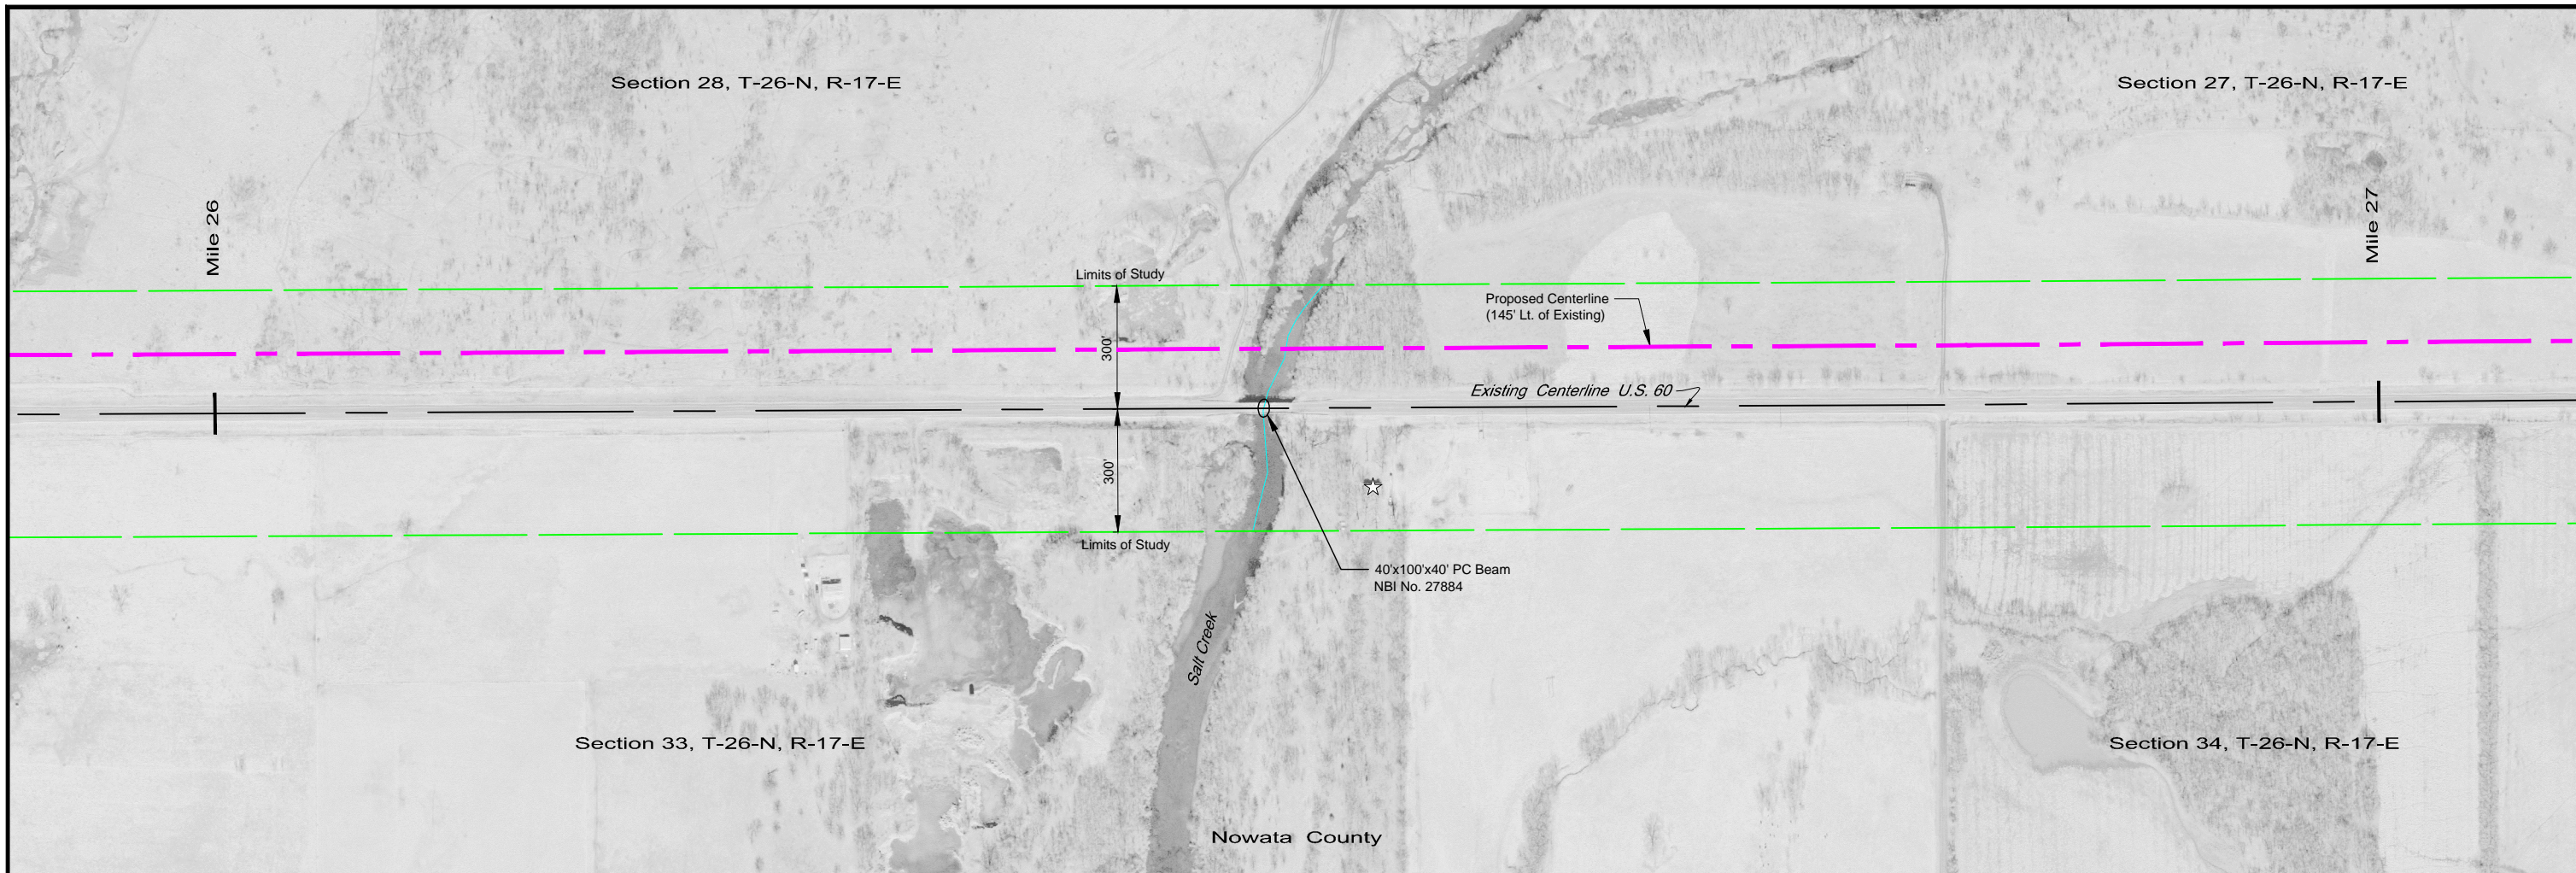 Section 28, T-26-N, R-17-E
Section 27, T-26-N, R-17-E
Mile 26
Mile 27
Limits of Study
300'
Proposed Centerline
(145' Lt. of Existing)
Existing Centerline U.S. 60
300'
Limits of Study
40'x100'x40' PC Beam
NBI No. 27884
Salt Creek
Section 33, T-26-N, R-17-E
Section 34, T-26-N, R-17-E
Nowata County